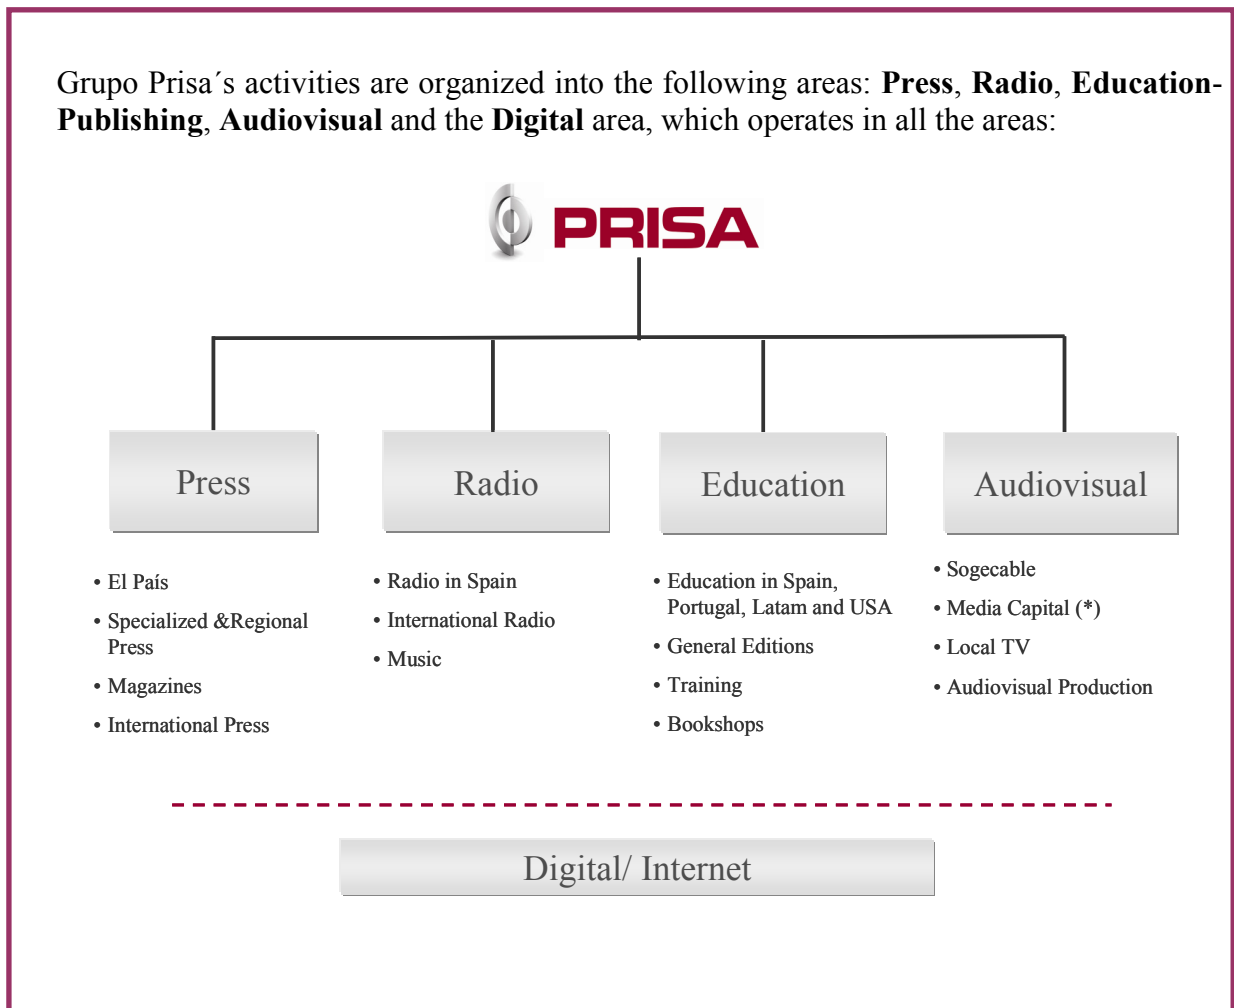 Grupo Prisa´s activities are organized into the following areas: Press, Radio, Education-
Publishing, Audiovisual and the Digital area, which operates in all the areas:
PRISA
Press
Radio
Education
Audiovisual
• El País
• Specialized &Regional
Press
• Magazines
• International Press
• Radio in Spain
• International Radio
• Music
• Education in Spain,
Portugal, Latam and USA
• General Editions
• Training
• Bookshops
• Sogecable
• Media Capital (*)
• Local TV
• Audiovisual Production
Digital/ Internet